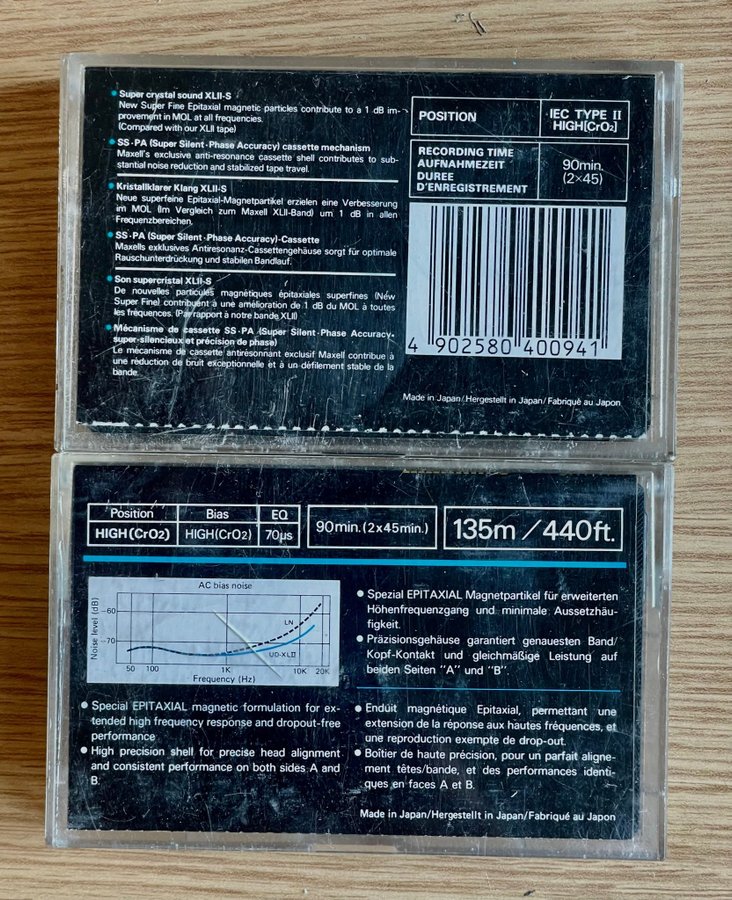 Super crystal sound XLII-S
New Super Fine Epitaxial magnetic particles contribute to a 1 dB im-
provement in MOL at all frequencies.
(Compared with our XLII tape)
SS·PA (Super Silent·Phase Accuracy) cassette mechanism
Maxell's exclusive anti-resonance cassette shell contributes to sub-
stantial noise reduction and stabilized tape travel.
Kristallklarer Klang XLII-S
Neue superfeine Epitaxial-Magnetpartikel erzielen eine Verbesserung
im MOL (Im Vergleich zum Maxell XLII-Band) um 1 dB in allen
Frequenzbereichen.
SS·PA (Super Silent·Phase Accuracy)-Cassette
Maxells exklusives Antiresonanz-Cassettengehäuse sorgt für optimale
Rauschunterdrückung und stabilen Bandlauf.
Son supercristal XLII-S
De nouvelles particules magnétiques épitaxiales superfines (New
Super Fine) contribuent à une amélioration de 1 dB du MOL à toutes
les fréquences. (Par rapport à notre bande XLII)
Mécanisme de cassette SS·PA (Super Silent·Phase Accuracy-
super-silencieux et précision de phase)
Le mécanisme de cassette antirésonnant exclusif Maxell contribue à
une réduction de bruit exceptionnelle et à un défilement stable de la
bande.
POSITION
IEC TYPE II
HIGH[CrO2]
RECORDING TIME
AUFNAHMEZEIT
DUREE
D'ENREGISTREMENT
90min.
(2×45)
4 902580 400941
Made in Japan/Hergestellt in Japan/Fabriqué au Japon
Position Bias EQ
HIGH(CrO2) HIGH(CrO2) 70µs
90min.(2x45min.)
135m/440ft.
AC bias noise
Noise level (dB)
-60
-70
LN
UD-XLII
50 100 1K 10K 20K
Frequency (Hz)
Special EPITAXIAL magnetic formulation for ex-
tended high frequency response and dropout-free
performance
High precision shell for precise head alignment
and consistent performance on both sides A and
B.
Spezial EPITAXIAL Magnetpartikel für erweiterten
Höhenfrequenzgang und minimale Aussetzhäu-
figkeit.
Präzisionsgehäuse garantiert genauesten Band/
Kopf-Kontakt und gleichmäßige Leistung auf
beiden Seiten "A" und "B".
Enduit magnétique Epitaxial, permettant une
extension de la réponse aux hautes fréquences, et
une reproduction exempte de drop-out.
Boîtier de haute précision, pour un parfait aligne-
ment têtes/bande, et des performances identi-
ques en faces A et B.
Made in Japan/Hergestellt in Japan/Fabriqué au Japon